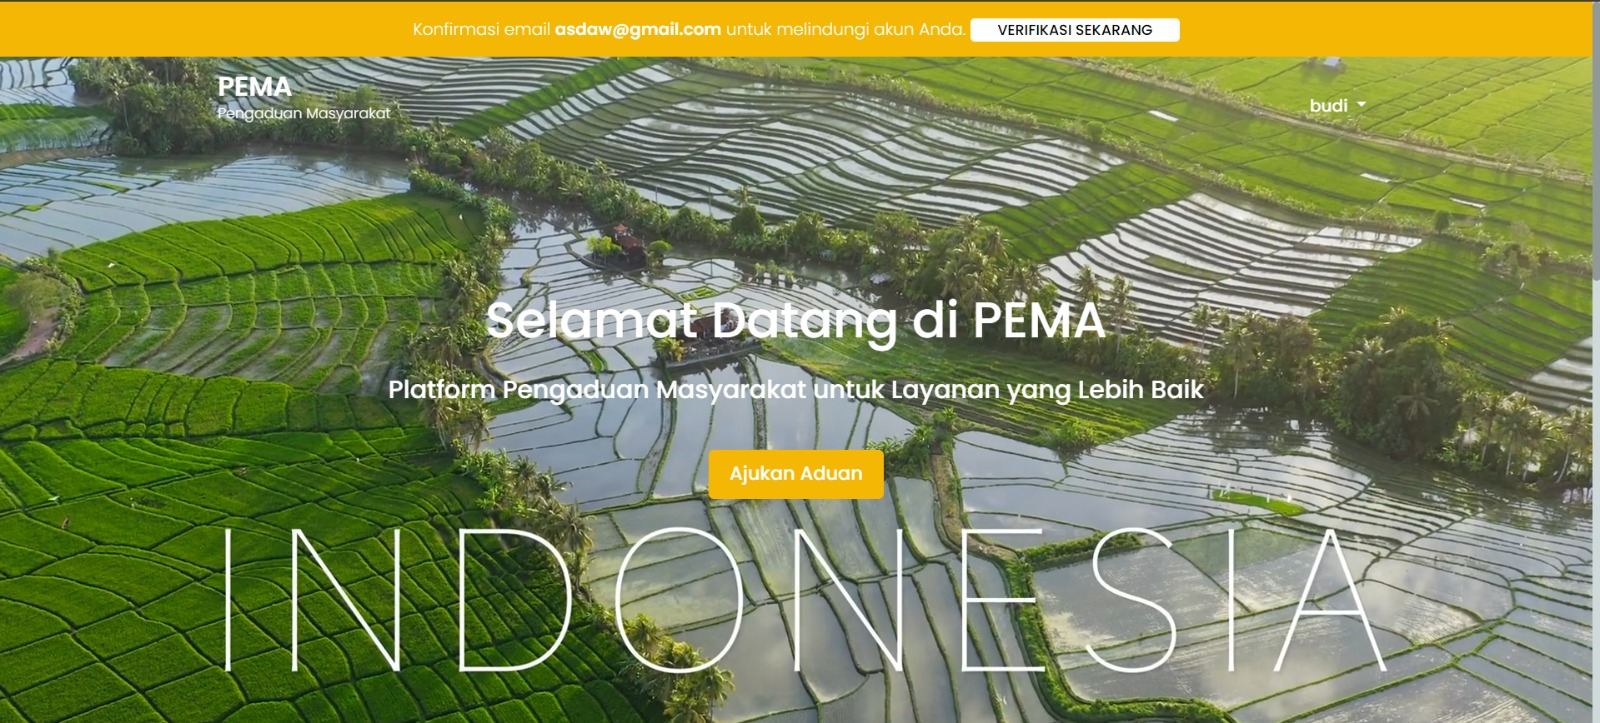 Konfirmasi email asdaw@gmail.com untuk melindungi akun Anda. VERIFIKASI SEKARANG
PEMA
Pengaduan Masyarakat
budi
Selamat Datang di PEMA
Platform Pengaduan Masyarakat untuk Layanan yang Lebih Baik
Ajukan Aduan
INDONESIA